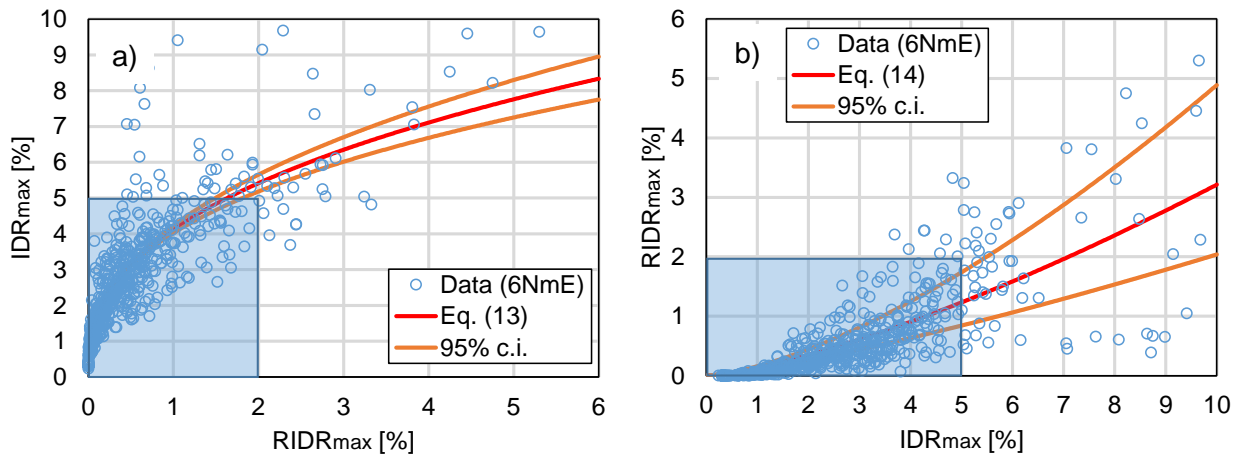 a)
IDRmax [%]
10
9
8
7
6
5
4
3
2
1
0
Data (6NmE)
Eq. (13)
95% c.i.
0 1 2 3 4 5 6
RIDRmax [%]
b)
RIDRmax [%]
6
5
4
3
2
1
0
Data (6NmE)
Eq. (14)
95% c.i.
0 1 2 3 4 5 6 7 8 9 10
IDRmax [%]